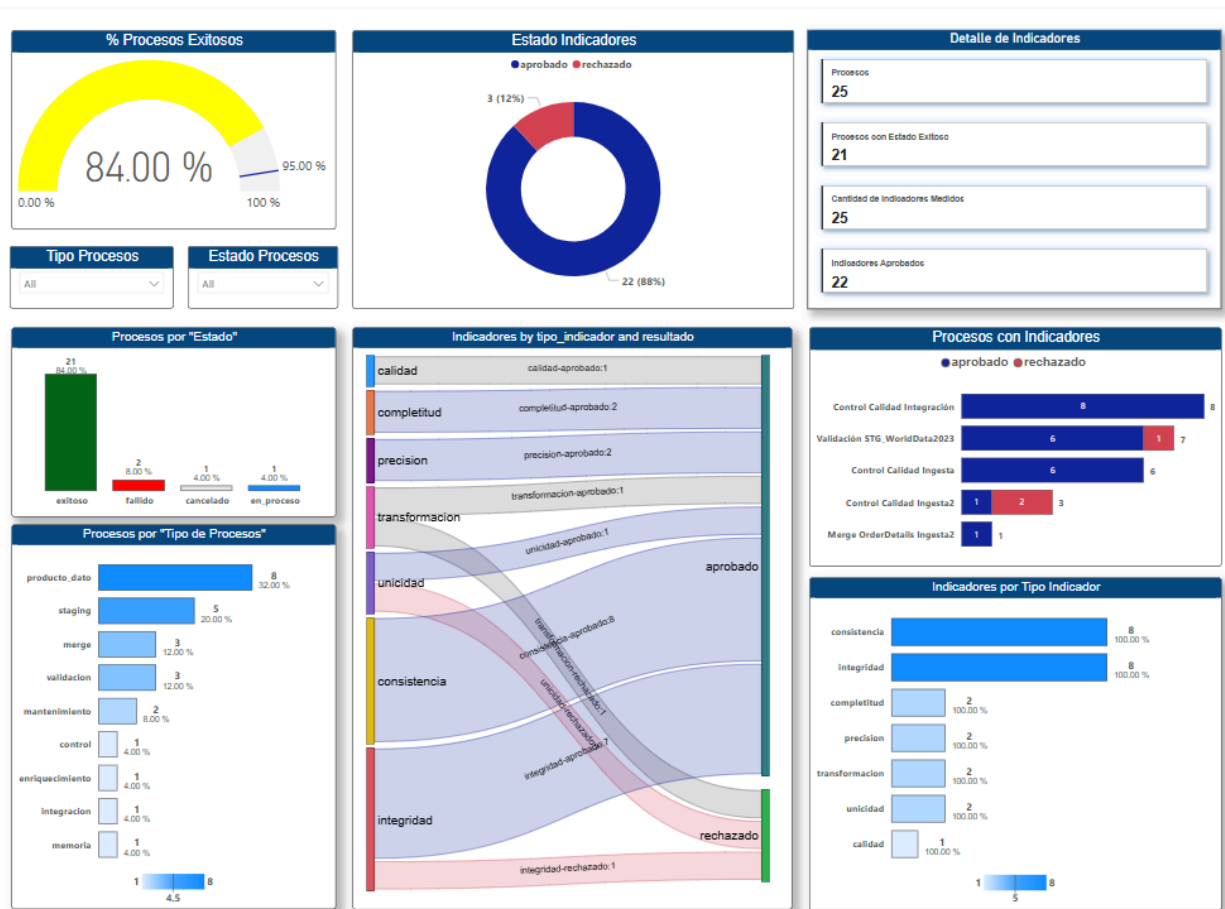 % Procesos Exitosos
84.00 %
95.00 %
0.00 %
100 %
Estado Indicadores
aprobado rechazado
3 (12%)
22 (88%)
Detalle de Indicadores
Procesos
25
Procesos con Estado Exitoso
21
Cantidad de Indicadores Medidos
25
Indicadores Aprobados
22
Tipo Procesos
All
Estado Procesos
All
Procesos por "Estado"
21
84.00 %
2
8.00 %
1
4.00 %
1
4.00 %
exitoso fallido cancelado en_proceso
Indicadores by tipo_indicador and resultado
calidad
completitud
precision
transformacion
unicidad
consistencia
integridad
calidad-aprobado:1
completitud-aprobado:2
precision-aprobado:2
transformacion-aprobado:1
unicidad-aprobado:1
consistencia-aprobado:8
transformacion-rechazado:1
integridad-aprobado:7
integridad-rechazado:1
aprobado
rechazado
Procesos con Indicadores
aprobado rechazado
Control Calidad Integración 8 8
Validación STG_WorldData2023 6 1 7
Control Calidad Ingesta 6 6
Control Calidad Ingesta2 1 2 3
Merge OrderDetails Ingesta2 1 1
Procesos por "Tipo de Procesos"
producto_dato 8
32.00 %
staging 5
20.00 %
merge 3
12.00 %
validacion 3
12.00 %
mantenimiento 2
8.00 %
control 1
4.00 %
enriquecimiento 1
4.00 %
integracion 1
4.00 %
memoria 1
4.00 %
1 8
4.5
Indicadores por Tipo Indicador
consistencia 8
100.00 %
integridad 8
100.00 %
completitud 2
100.00 %
precision 2
100.00 %
transformacion 2
100.00 %
unicidad 2
100.00 %
calidad 1
100.00 %
1 8
5